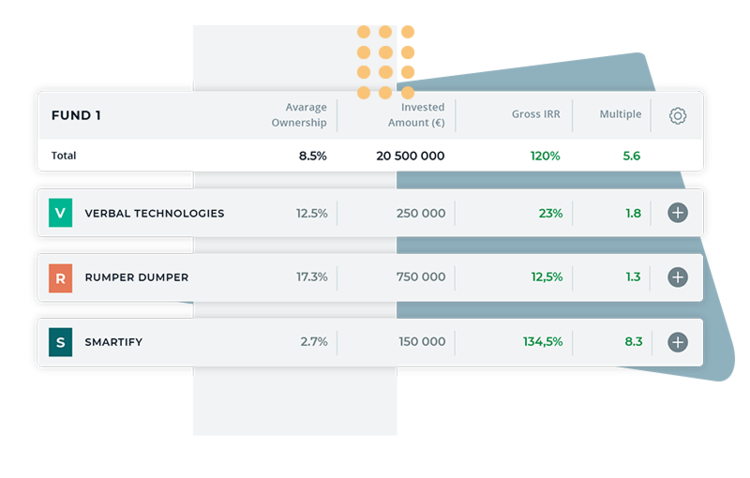 FUND 1 Avarage Ownership Invested Amount (€) Gross IRR Multiple
Total 8.5% 20 500 000 120% 5.6
V VERBAL TECHNOLOGIES 12.5% 250 000 23% 1.8
R RUMPER DUMPER 17.3% 750 000 12,5% 1.3
S SMARTIFY 2.7% 150 000 134,5% 8.3